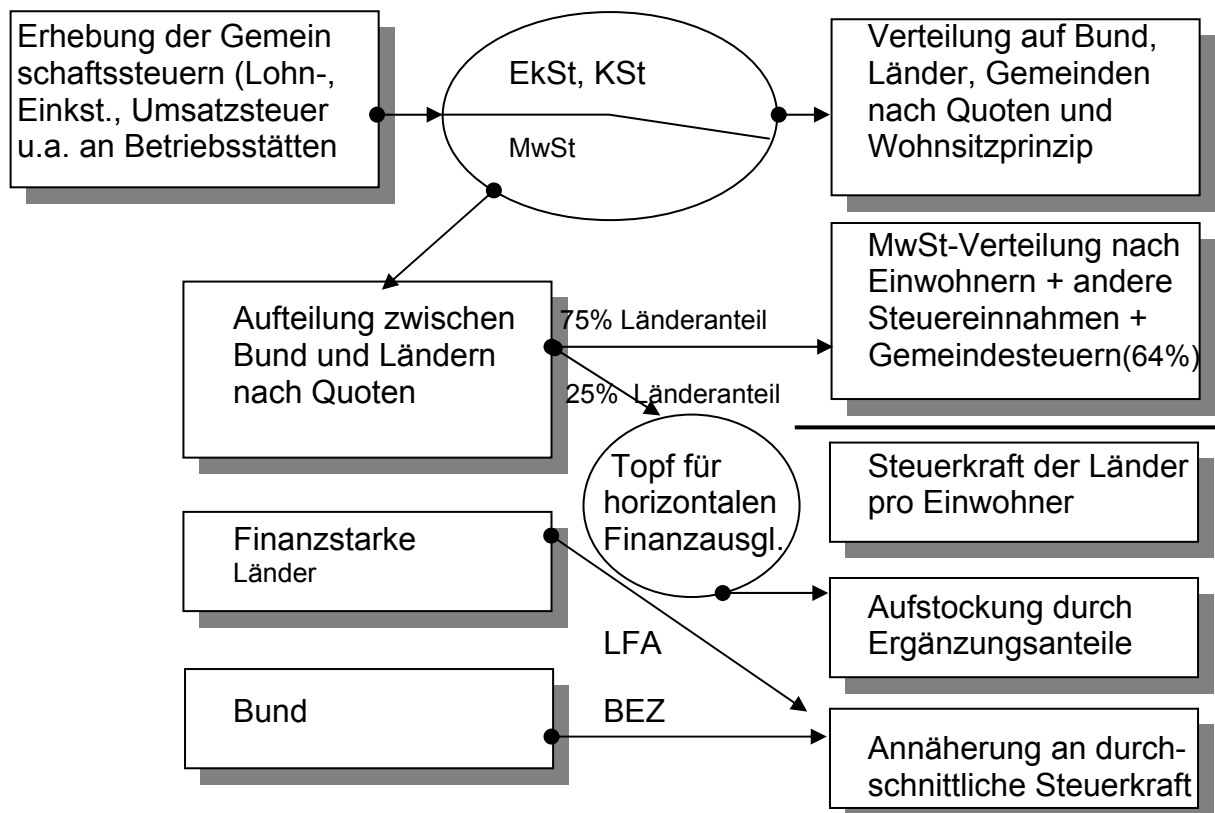 Erhebung der Gemein
schaftssteuern (Lohn-,
Einkst., Umsatzsteuer
u.a. an Betriebsstätten
EkSt, KSt
MwSt
Verteilung auf Bund,
Länder, Gemeinden
nach Quoten und
Wohnsitzprinzip
Aufteilung zwischen
Bund und Ländern
nach Quoten
75% Länderanteil
25% Länderanteil
MwSt-Verteilung nach
Einwohnern + andere
Steuereinnahmen +
Gemeindesteuern(64%)
Topf für
horizontalen
Finanzausgl.
Steuerkraft der Länder
pro Einwohner
Finanzstarke
Länder
LFA
Aufstockung durch
Ergänzungsanteile
Bund
BEZ
Annäherung an durch-
schnittliche Steuerkraft